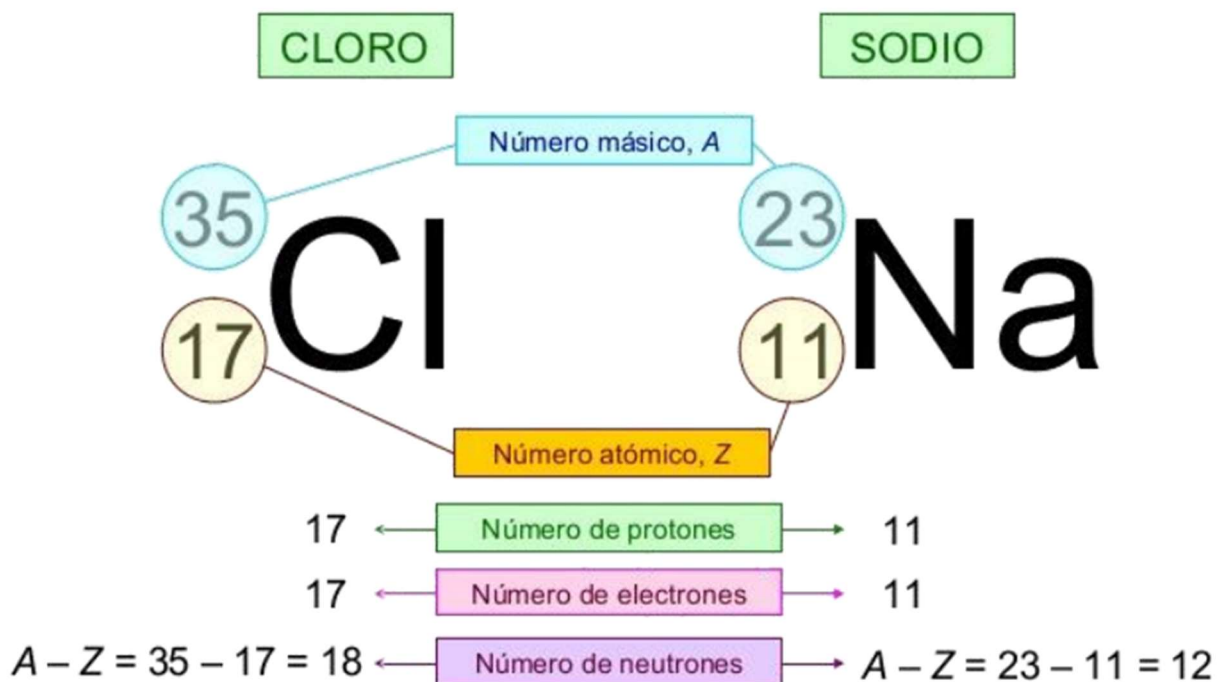 CLORO SODIO
Número másico, A
35 Cl 23 Na
17 11
Número atómico, Z
17 Número de protones 11
17 Número de electrones 11
A – Z = 35 – 17 = 18 Número de neutrones A – Z = 23 – 11 = 12